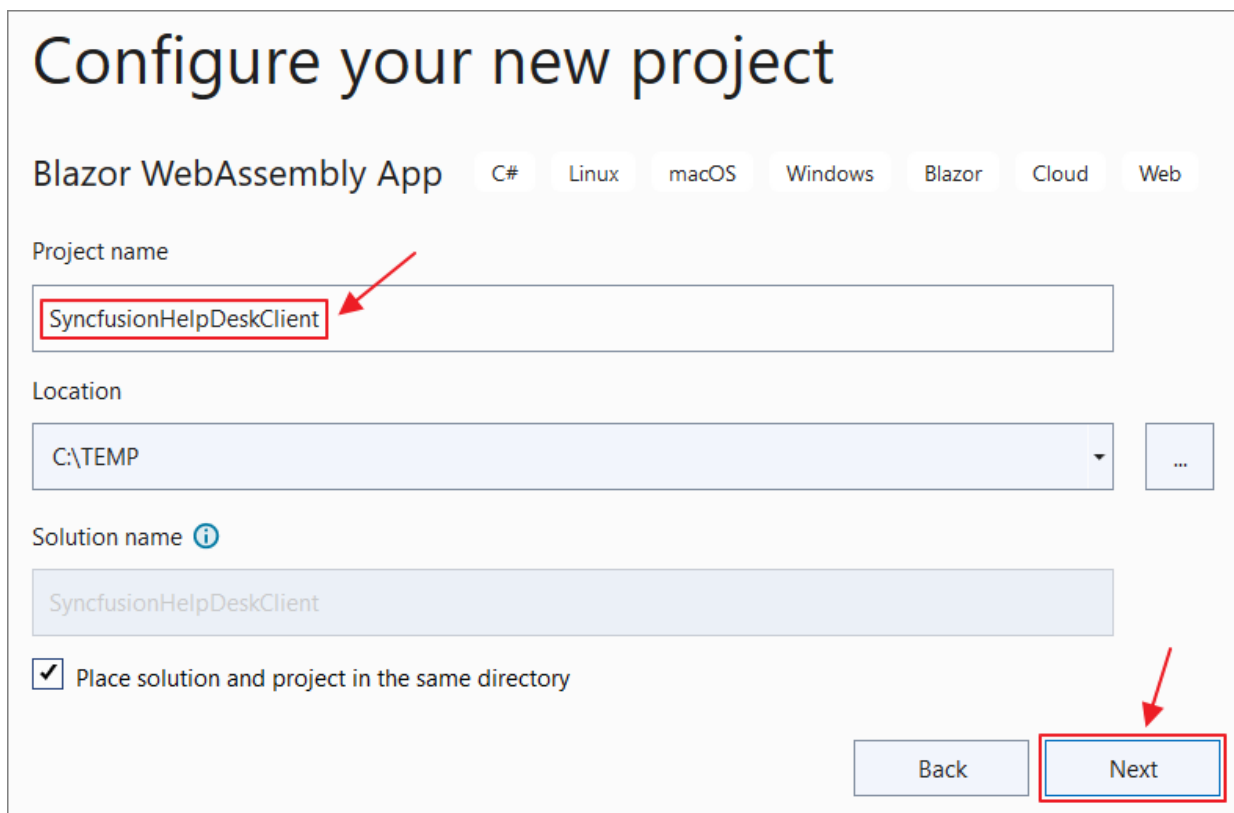 Configure your new project
Blazor WebAssembly App C# Linux macOS Windows Blazor Cloud Web
Project name
SyncfusionHelpDeskClient
Location
C:\TEMP
...
Solution name
SyncfusionHelpDeskClient
Place solution and project in the same directory
Back Next